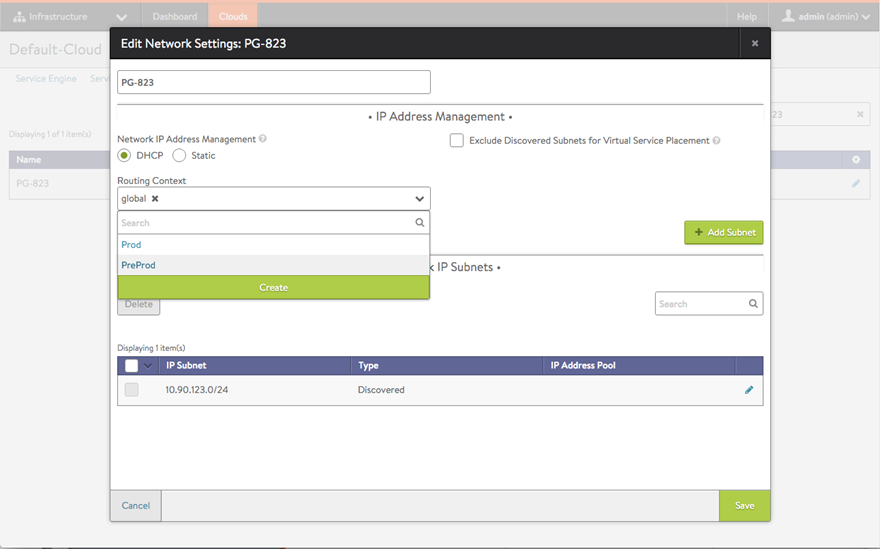 Infrastructure Dashboard Clouds Help admin (admin)
Default-Cloud
Edit Network Settings: PG-823 ×
Service Engine Serv
PG-823
23 ×
• IP Address Management •
Displaying 1 of 1 item(s)
Network IP Address Management ?
Exclude Discovered Subnets for Virtual Service Placement ?
Name
DHCP Static
PG-823
Routing Context
global ×
Search
+ Add Subnet
Prod
PreProd
k IP Subnets •
Create
Delete
Search
Displaying 1 item(s)
IP Subnet Type IP Address Pool
10.90.123.0/24 Discovered
Cancel Save